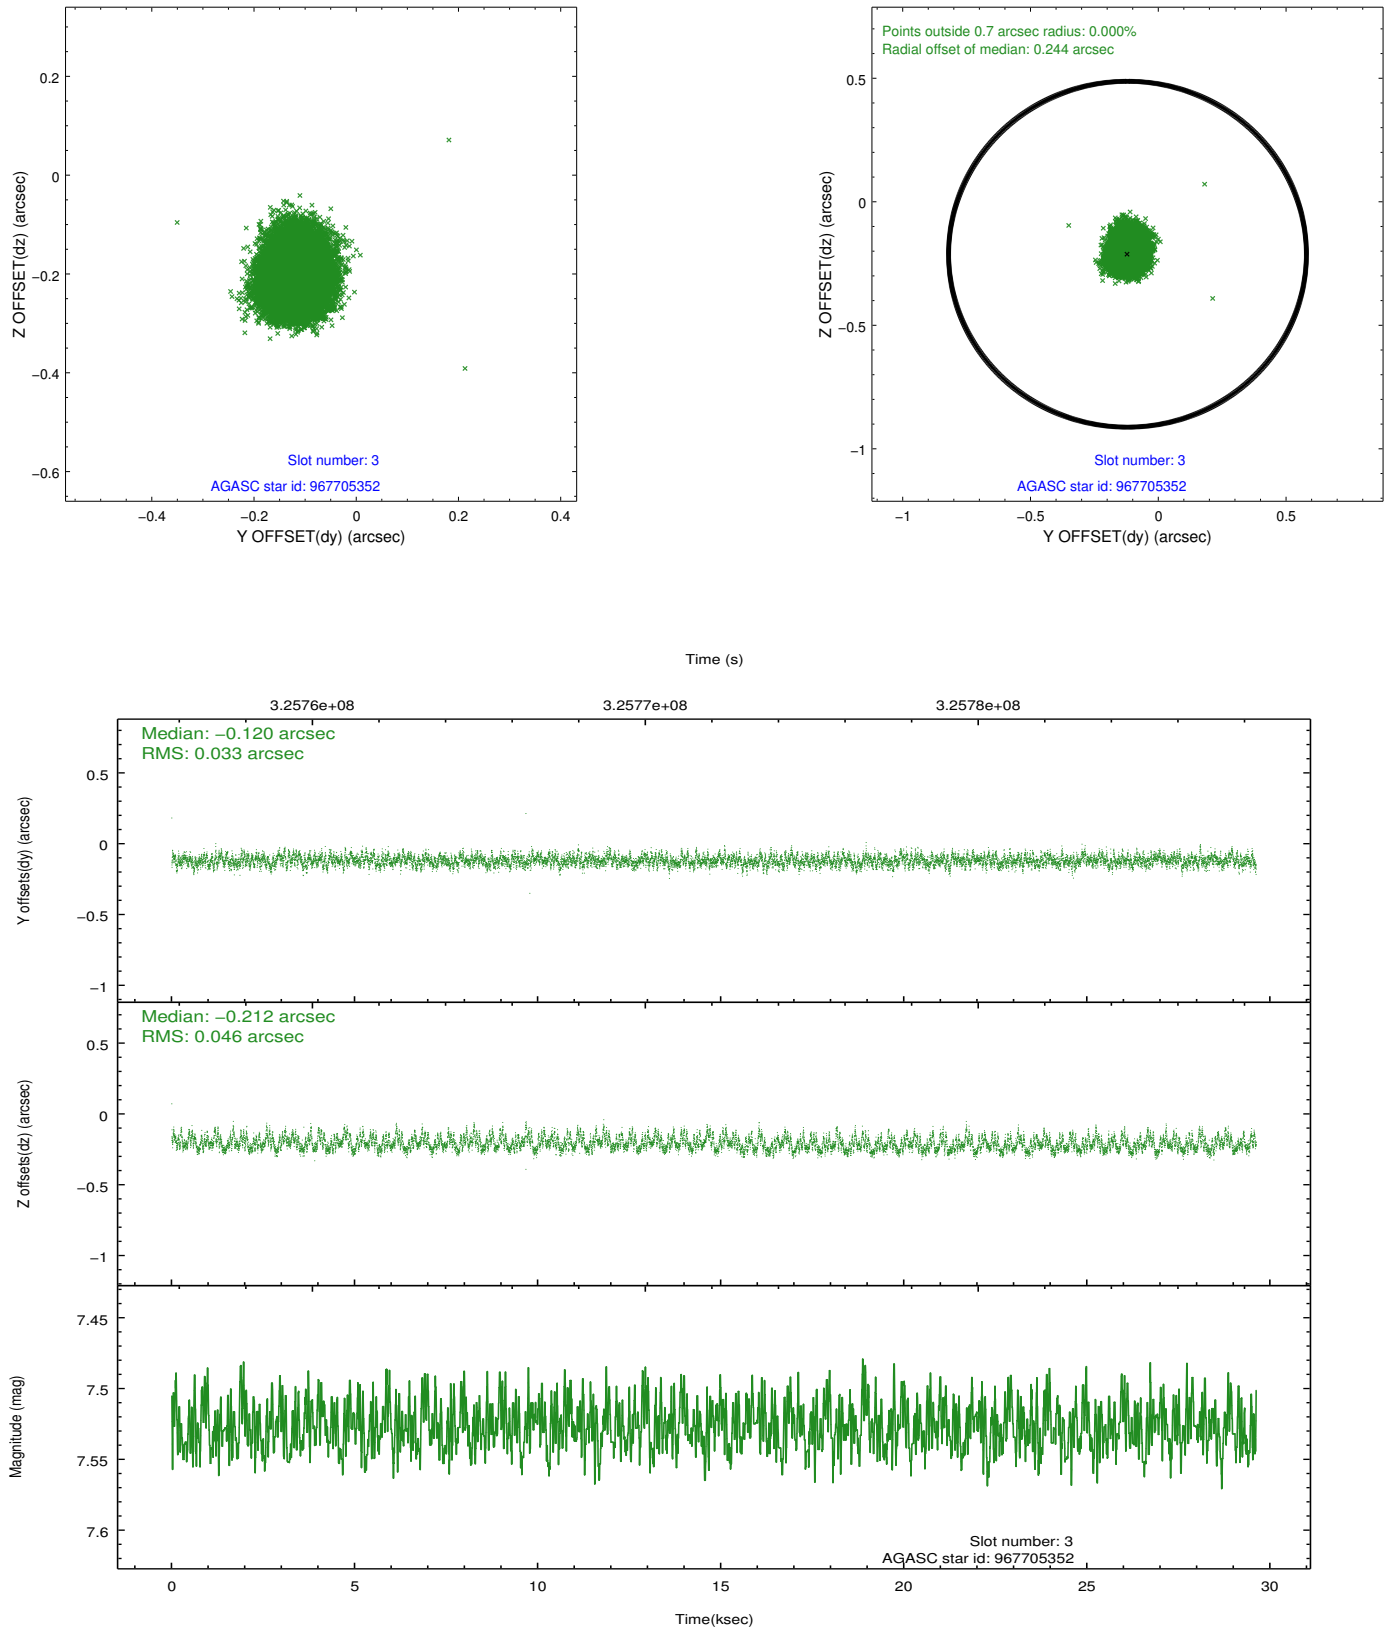 0.2
0
−0.2
−0.4
−0.6
Z OFFSET(dz) (arcsec)
Slot number: 3
AGASC star id: 967705352
−0.4
−0.2
0
0.2
0.4
Y OFFSET(dy) (arcsec)
Points outside 0.7 arcsec radius: 0.000%
Radial offset of median: 0.244 arcsec
0.5
0
−0.5
−1
Z OFFSET(dz) (arcsec)
Slot number: 3
AGASC star id: 967705352
−1
−0.5
0
0.5
Y OFFSET(dy) (arcsec)
Time (s)
3.2576e+08
3.2577e+08
3.2578e+08
Median: −0.120 arcsec
RMS: 0.033 arcsec
0.5
0
−0.5
−1
Y offsets(dy) (arcsec)
Median: −0.212 arcsec
RMS: 0.046 arcsec
0.5
0
−0.5
−1
Z offsets(dz) (arcsec)
7.45
7.5
7.55
7.6
Magnitude (mag)
Slot number: 3
AGASC star id: 967705352
0
5
10
15
20
25
30
Time(ksec)